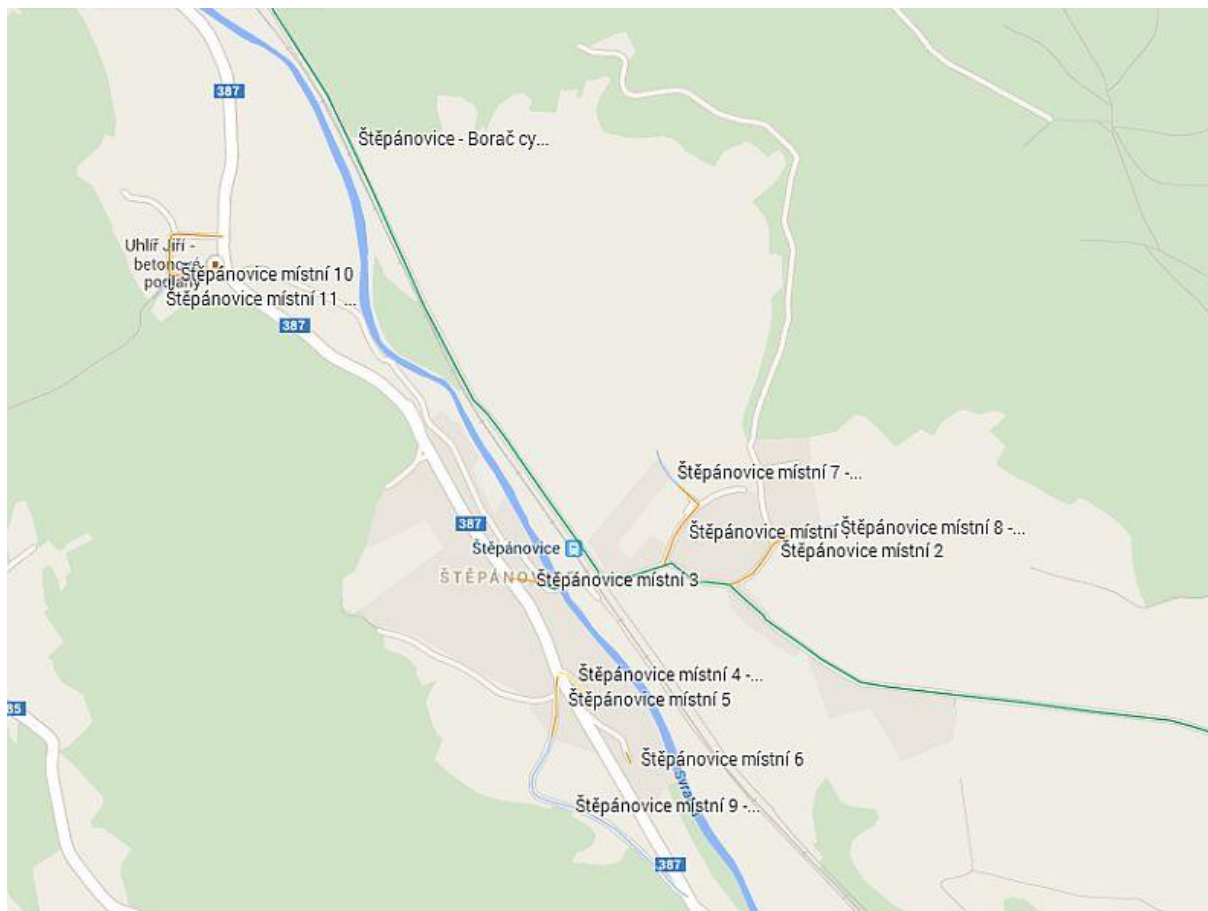 387
Štěpánovice - Borač cy...
Uhlíř Jiří -
betonové
podlahy
Štěpánovice místní 10
Štěpánovice místní 11 ...
387
Štěpánovice místní 7 -...
387
Štěpánovice místní
Štěpánovice místní 8 -...
Štěpánovice
Štěpánovice místní 2
Štěpánovice místní 3
Štěpánovice místní 4 -...
Štěpánovice místní 5
Štěpánovice místní 6
Štěpánovice místní 9 -...
387